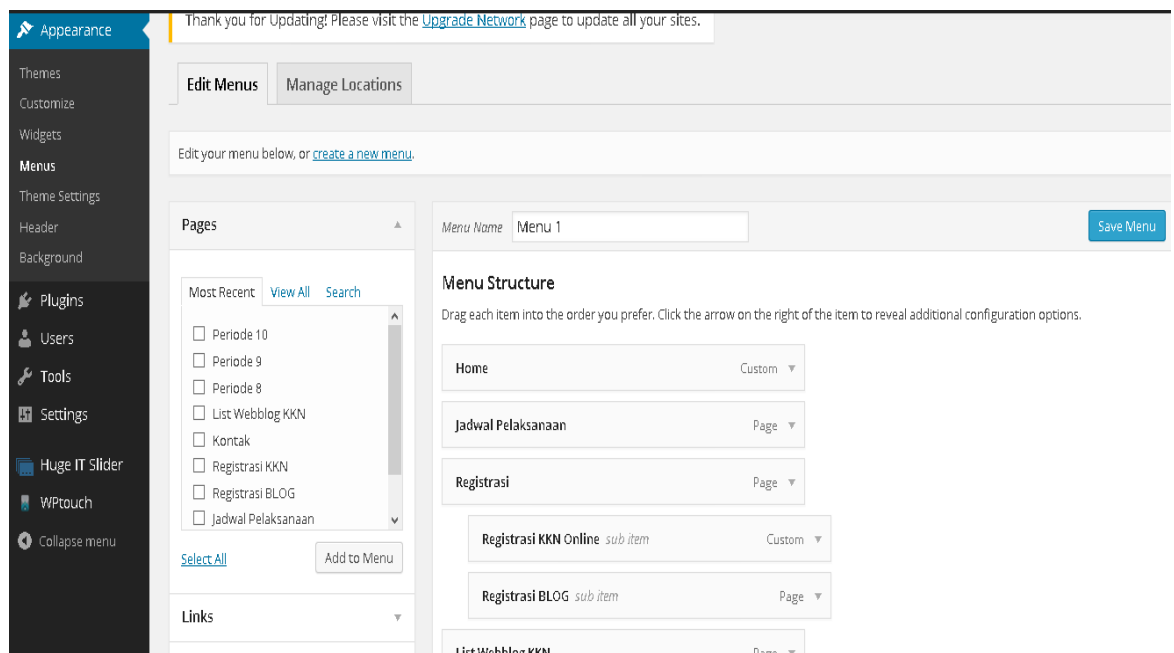 Thank you for Updating! Please visit the Upgrade Network page to update all your sites.
Appearance
Themes
Customize
Widgets
Menus
Theme Settings
Header
Background
Plugins
Users
Tools
Settings
Huge IT Slider
WPtouch
Collapse menu
Edit Menus
Manage Locations
Edit your menu below, or create a new menu.
Pages
Most Recent View All Search
Periode 10
Periode 9
Periode 8
List Webblog KKN
Kontak
Registrasi KKN
Registrasi BLOG
Jadwal Pelaksanaan
Select All
Add to Menu
Links
Menu Name Menu 1
Save Menu
Menu Structure
Drag each item into the order you prefer. Click the arrow on the right of the item to reveal additional configuration options.
Home Custom
Jadwal Pelaksanaan Page
Registrasi Page
Registrasi KKN Online sub item Custom
Registrasi BLOG sub item Page
List Webblog KKN Page